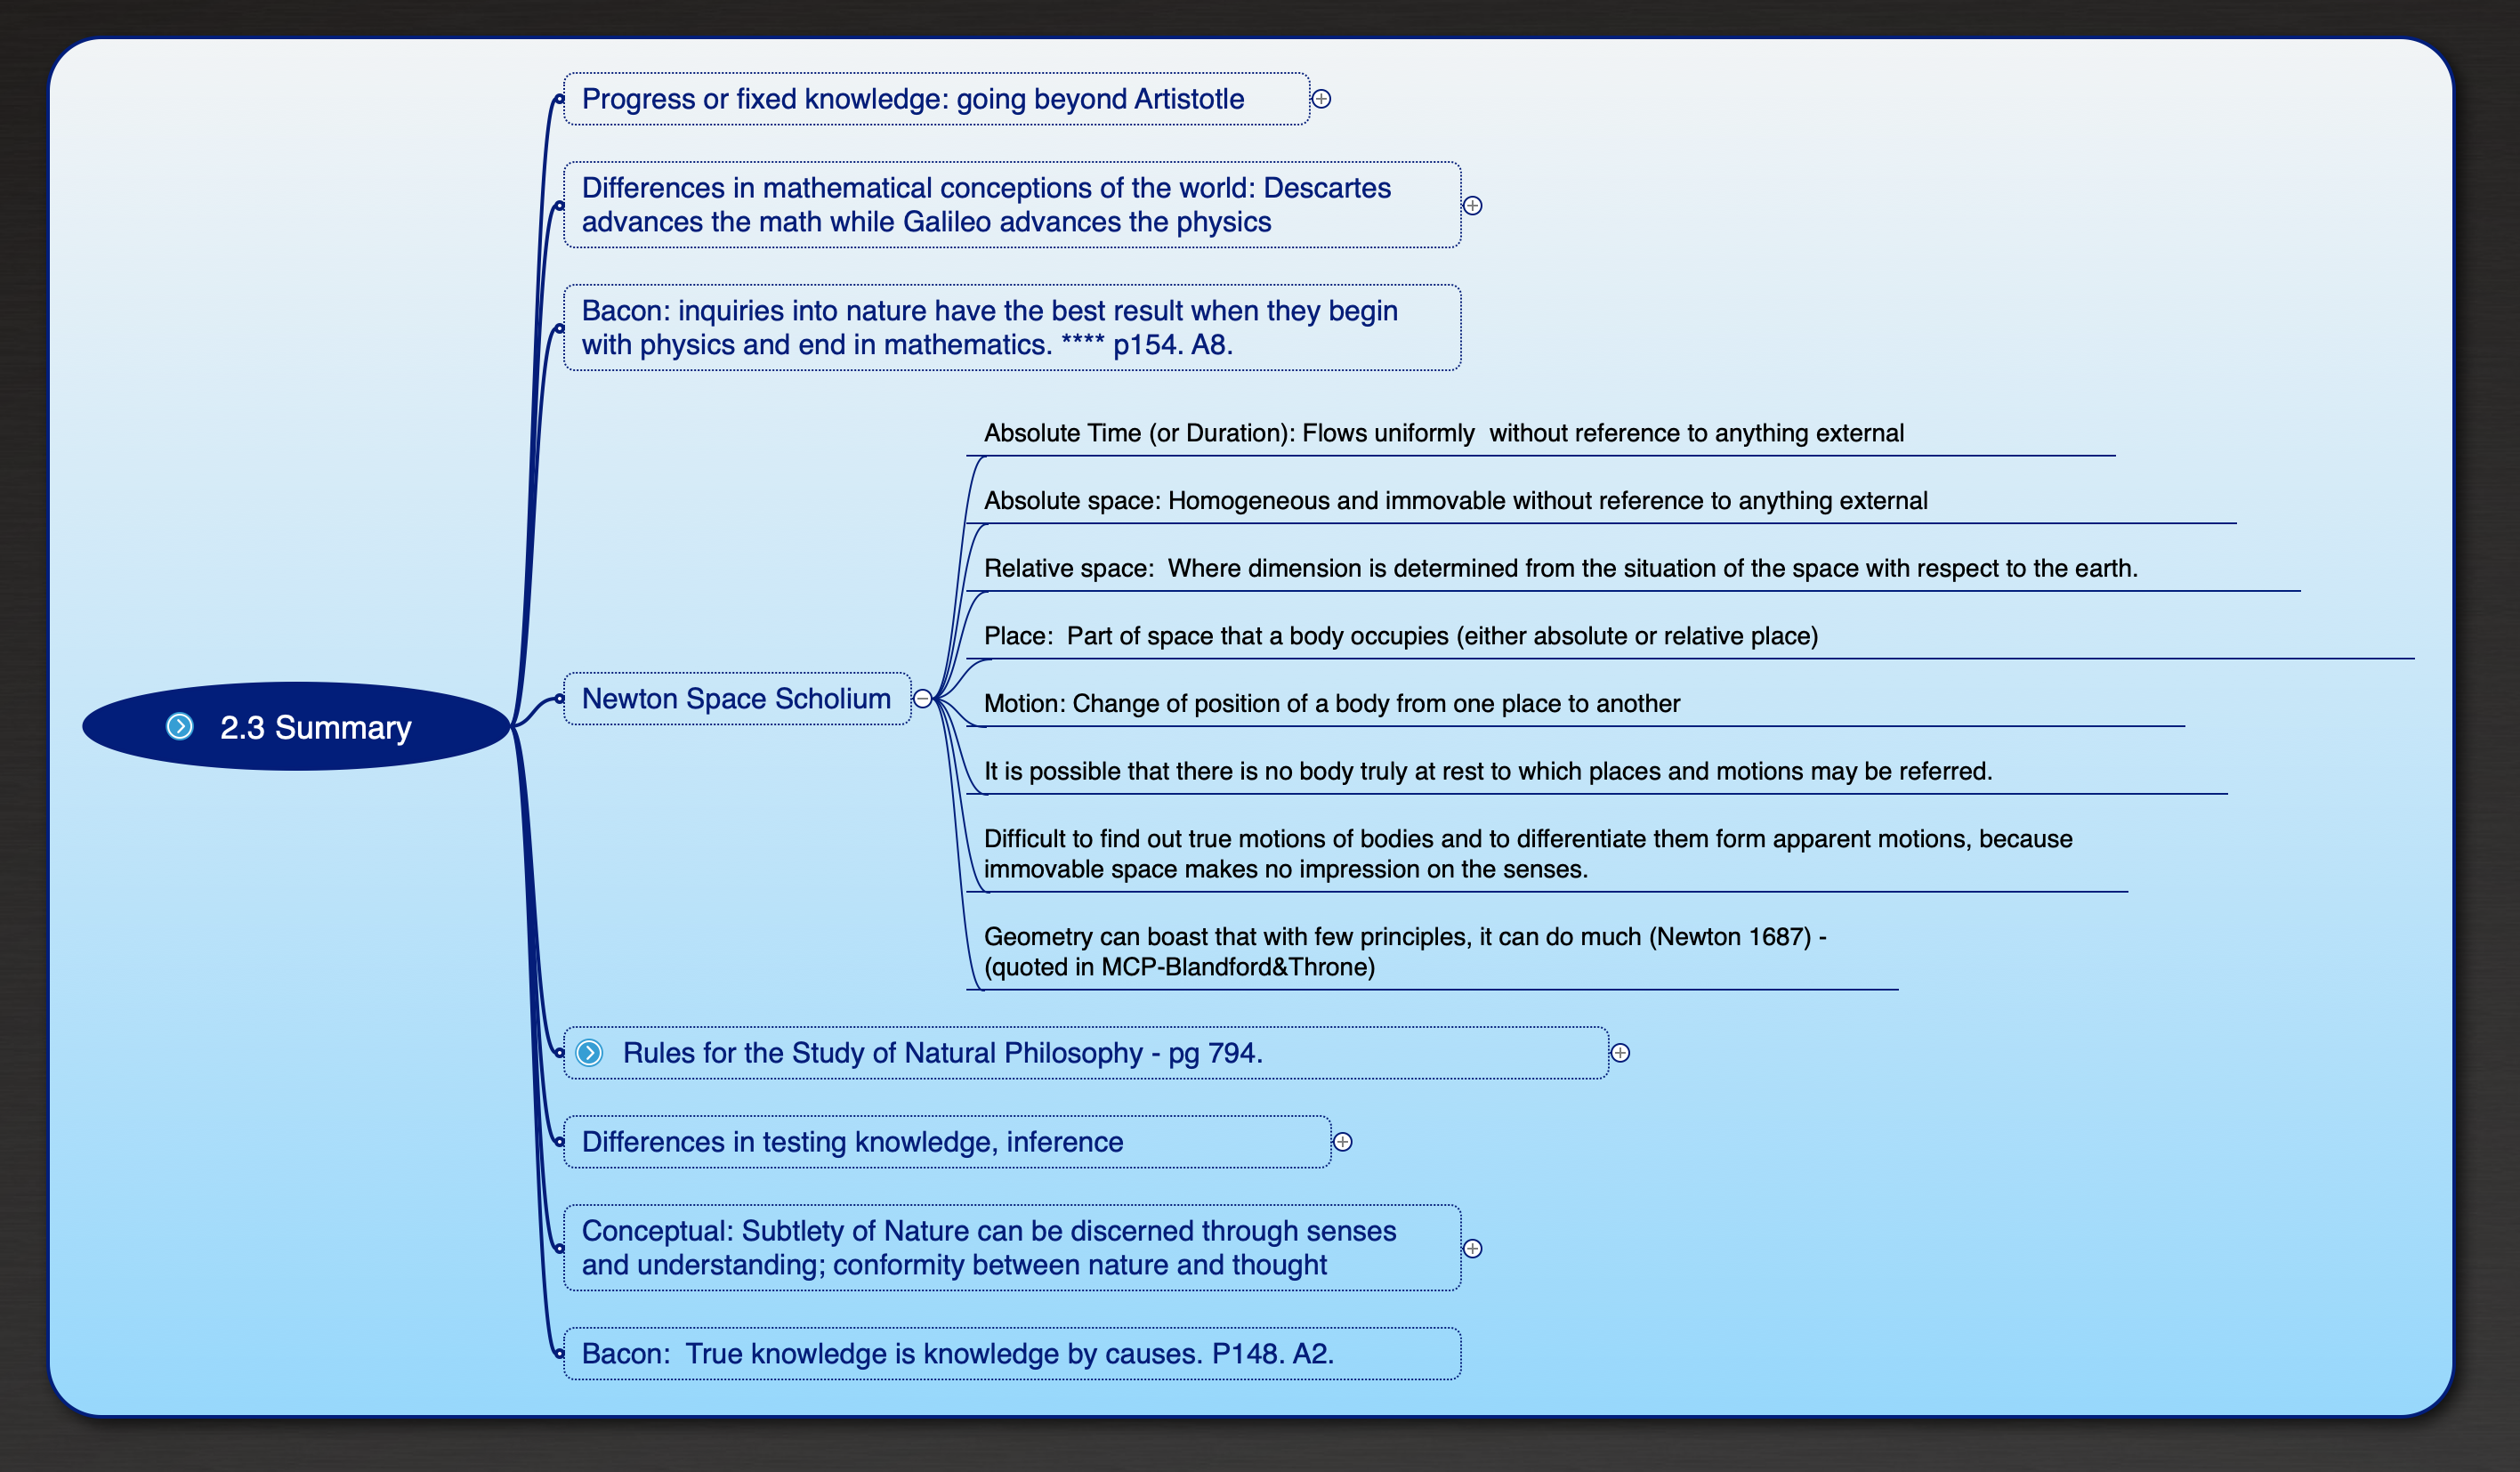 Progress or fixed knowledge: going beyond Artistotle
Differences in mathematical conceptions of the world: Descartes
advances the math while Galileo advances the physics
Bacon: inquiries into nature have the best result when they begin
with physics and end in mathematics. **** p154. A8.
Absolute Time (or Duration): Flows uniformly  without reference to anything external
Absolute space: Homogeneous and immovable without reference to anything external
Relative space:  Where dimension is determined from the situation of the space with respect to the earth.
Place:  Part of space that a body occupies (either absolute or relative place)
Newton Space Scholium
Motion: Change of position of a body from one place to another
2.3 Summary
It is possible that there is no body truly at rest to which places and motions may be referred.
Difficult to find out true motions of bodies and to differentiate them form apparent motions, because
immovable space makes no impression on the senses.
Geometry can boast that with few principles, it can do much (Newton 1687) -
(quoted in MCP-Blandford&Throne)
Rules for the Study of Natural Philosophy - pg 794.
Differences in testing knowledge, inference
Conceptual: Subtlety of Nature can be discerned through senses
and understanding; conformity between nature and thought
Bacon:  True knowledge is knowledge by causes. P148. A2.